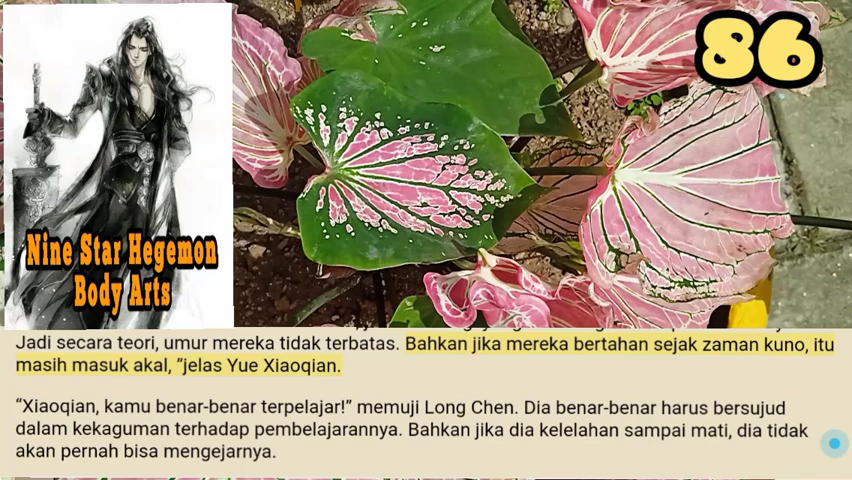 86
Nine Star Hegemon
Body Arts
Jadi secara teori, umur mereka tidak terbatas. Bahkan jika mereka bertahan sejak zaman kuno, itu
masih masuk akal, ”jelas Yue Xiaoqian.
“Xiaoqian, kamu benar-benar terpelajar!” memuji Long Chen. Dia benar-benar harus bersujud
dalam kekaguman terhadap pembelajarannya. Bahkan jika dia kelelahan sampai mati, dia tidak
akan pernah bisa mengejarnya.